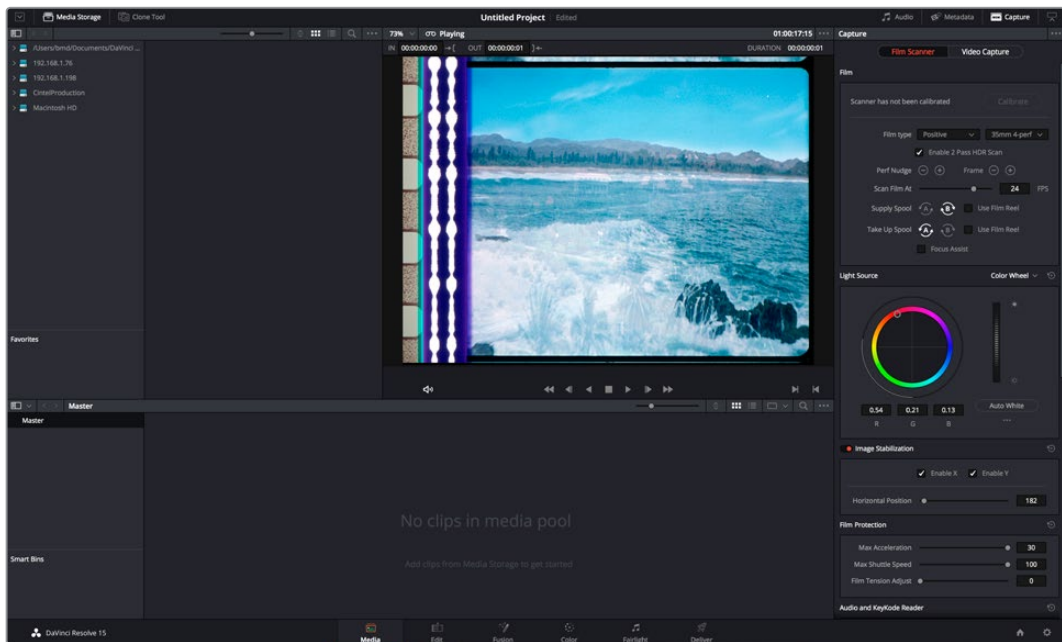 Media Storage Clone Tool Untitled Project Edited Audio Metadata Capture
73% Playing 01:00:17:15 Capture
IN 00:00:00:00 OUT 00:00:00:01 DURATION 00:00:00:01
/Users/bmd/Documents/DaVinci ...
192.168.1.76
192.168.1.198
CintelProduction
Macintosh HD
Favorites
Master
Master
Smart Bins
No clips in media pool
Add clips from Media Storage to get started
Film Scanner Video Capture
Film
Scanner has not been calibrated Calibrate
Film type Positive 35mm 4-perf
Enable 2 Pass HDR Scan
Perf Nudge Frame
Scan Film At 24 FPS
Supply Spool A B Use Film Reel
Take Up Spool A B Use Film Reel
Focus Assist
Light Source Color Wheel
0.54 0.21 0.13 Auto White
R G B
Image Stabilization
Enable X Enable Y
Horizontal Position 182
Film Protection
Max Acceleration 30
Max Shuttle Speed 100
Film Tension Adjust 0
Audio and KeyKode Reader
DaVinci Resolve 15 Media Edit Fusion Color Fairlight Deliver